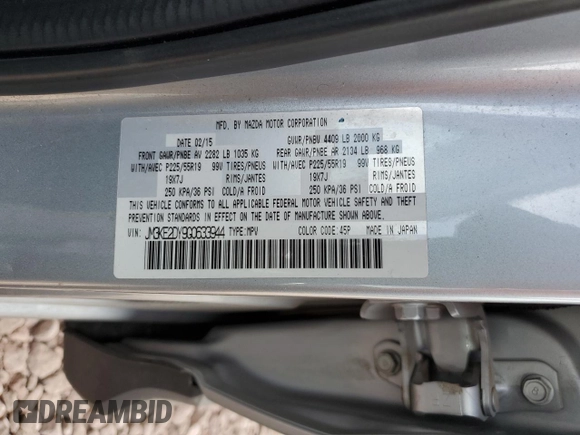 MFD. BY MAZDA MOTOR CORPORATION
DATE 02/15 GVWR/PNBV 4409 LB 2000 KG
FRONT GAWR/PNBE AV 2282 LB 1035 KG REAR GAWR/PNBE AR 2134 LB 968 KG
WITH/AVEC P225/55R19 99V TIRES/PNEUS WITH/AVEC P225/55R19 99V TIRES/PNEUS
19X7J RIMS/JANTES 19X7J RIMS/JANTES
250 KPA/36 PSI COLD/A FROID 250 KPA/36 PSI COLD/A FROID
THIS VEHICLE CONFORMS TO ALL APPLICABLE FEDERAL MOTOR VEHICLE SAFETY AND THEFT
PREVENTION STANDARDS IN EFFECT ON THE DATE OF MANUFACTURE SHOWN ABOVE.
VIN: JM3KE2DY9G0633944 TYPE:MPV COLOR CODE:45P MADE IN JAPAN
DREAMBID